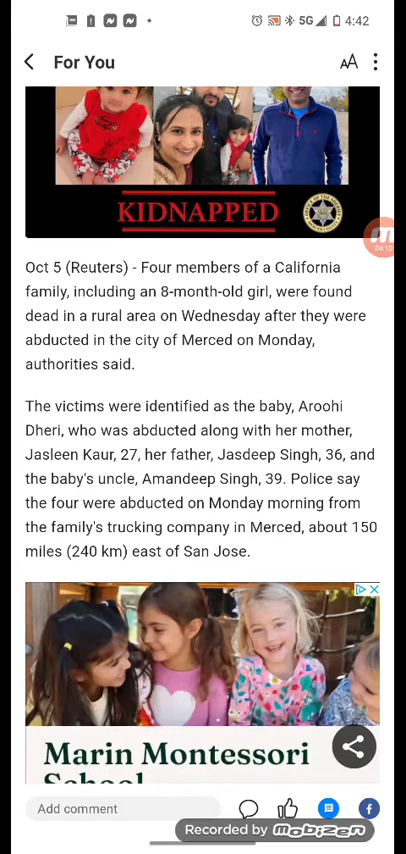 5G 4:42
For You
AA
KIDNAPPED
04:10
Oct 5 (Reuters) - Four members of a California
family, including an 8-month-old girl, were found
dead in a rural area on Wednesday after they were
abducted in the city of Merced on Monday,
authorities said.
The victims were identified as the baby, Aroohi
Dheri, who was abducted along with her mother,
Jasleen Kaur, 27, her father, Jasdeep Singh, 36, and
the baby's uncle, Amandeep Singh, 39. Police say
the four were abducted on Monday morning from
the family's trucking company in Merced, about 150
miles (240 km) east of San Jose.
Marin Montessori
School
Add comment
Recorded by mobizen